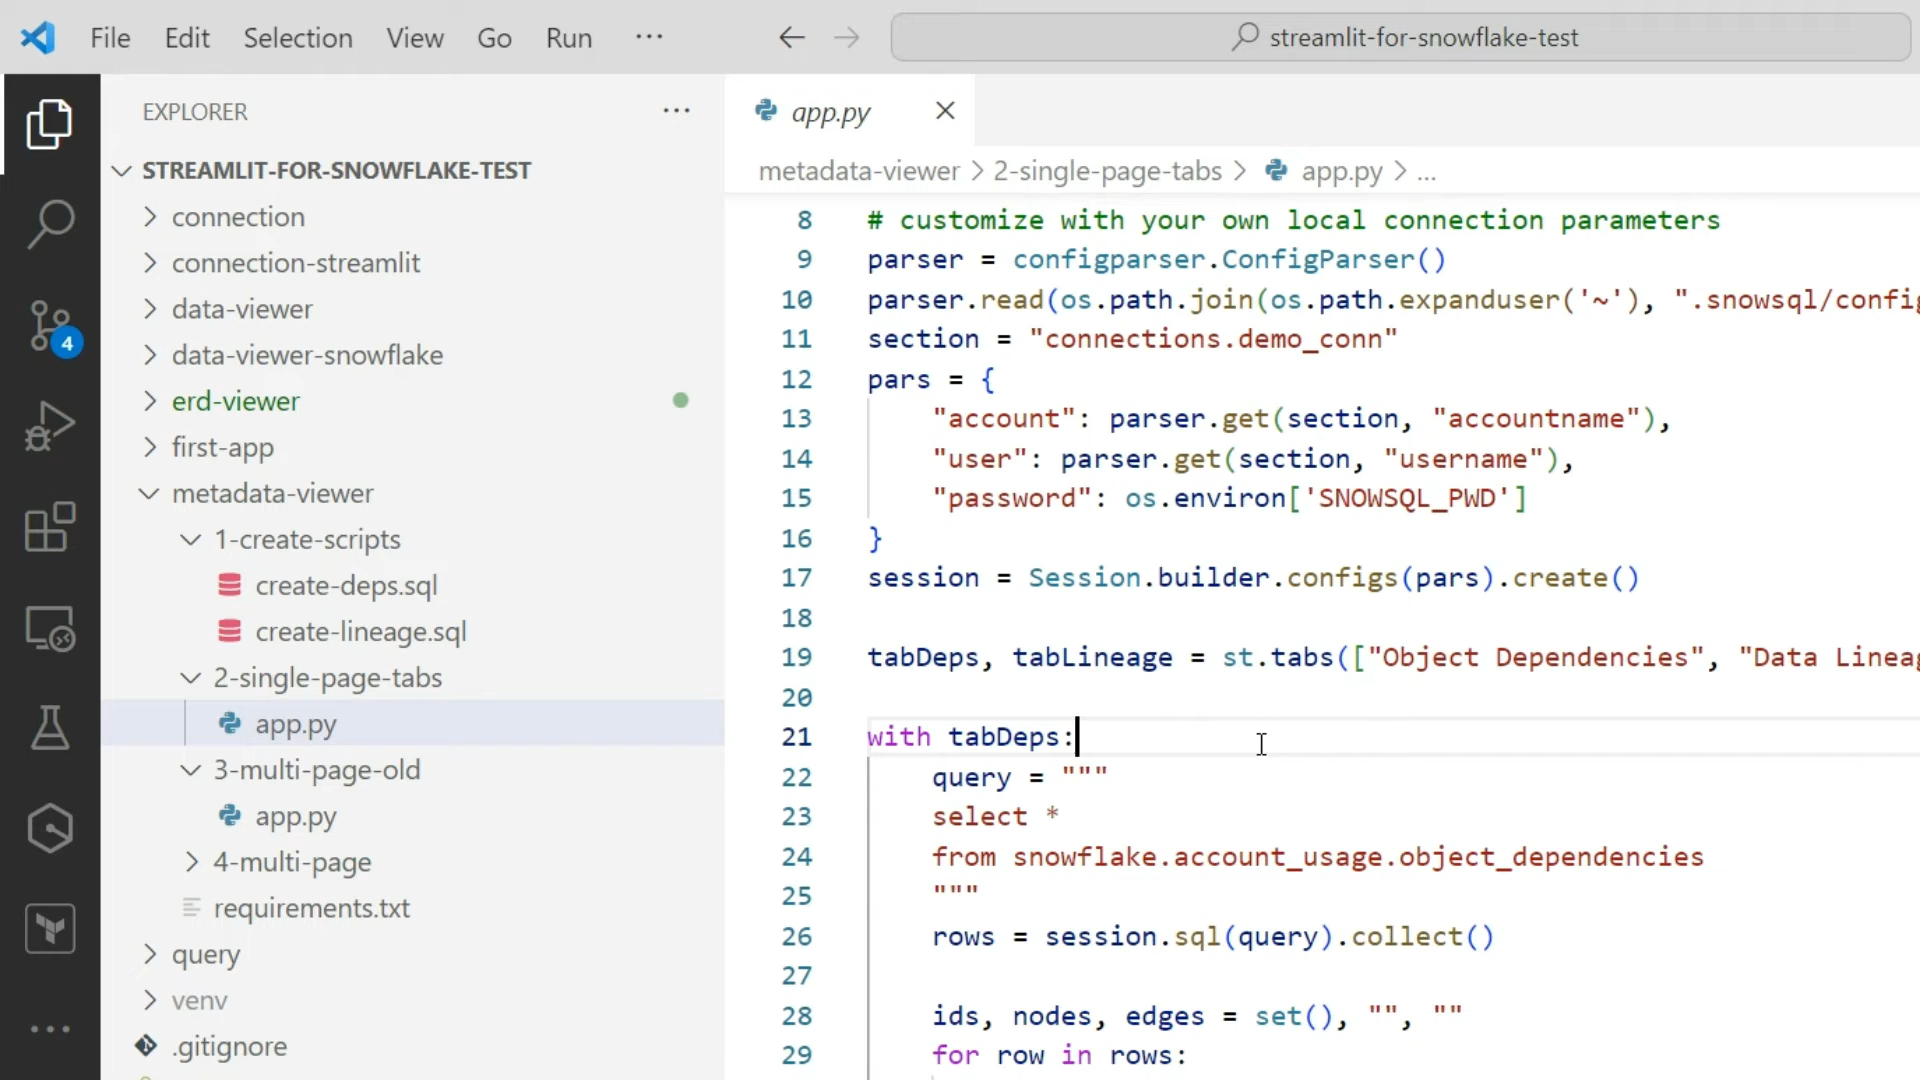 File Edit Selection View Go Run ··· streamlit-for-snowflake-test
EXPLORER ···
STREAMLIT-FOR-SNOWFLAKE-TEST
connection
connection-streamlit
data-viewer
data-viewer-snowflake
erd-viewer
first-app
metadata-viewer
1-create-scripts
create-deps.sql
create-lineage.sql
2-single-page-tabs
app.py
3-multi-page-old
app.py
4-multi-page
requirements.txt
query
venv
.gitignore
4
app.py
metadata-viewer > 2-single-page-tabs > app.py > ...
8 # customize with your own local connection parameters
9 parser = configparser.ConfigParser()
10 parser.read(os.path.join(os.path.expanduser('~'), ".snowsql/config
11 section = "connections.demo_conn"
12 pars = {
13 "account": parser.get(section, "accountname"),
14 "user": parser.get(section, "username"),
15 "password": os.environ['SNOWSQL_PWD']
16 }
17 session = Session.builder.configs(pars).create()
18
19 tabDeps, tabLineage = st.tabs(["Object Dependencies", "Data Lineag
20
21 with tabDeps:
22 query = """
23 select *
24 from snowflake.account_usage.object_dependencies
25 """
26 rows = session.sql(query).collect()
27
28 ids, nodes, edges = set(), "", ""
29 for row in rows: